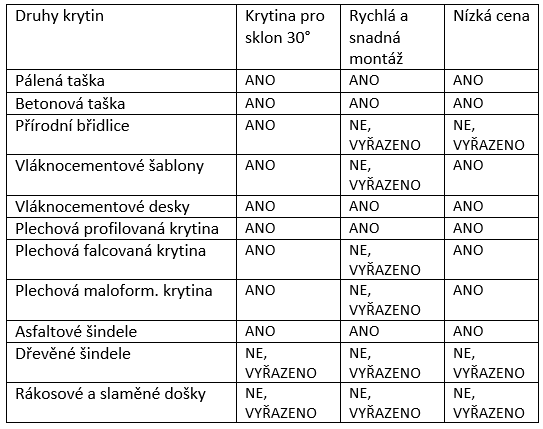 Druhy krytin Krytina pro sklon 30° Rychlá a snadná montáž Nízká cena
Pálená taška ANO ANO ANO
Betonová taška ANO ANO ANO
Přírodní břidlice ANO NE, VYŘAZENO NE, VYŘAZENO
Vláknocementové šablony ANO NE, VYŘAZENO ANO
Vláknocementové desky ANO ANO ANO
Plechová profilovaná krytina ANO ANO ANO
Plechová falcovaná krytina ANO NE, VYŘAZENO ANO
Plechová maloform. krytina ANO NE, VYŘAZENO ANO
Asfaltové šindele ANO ANO ANO
Dřevěné šindele NE, VYŘAZENO NE, VYŘAZENO NE, VYŘAZENO
Rákosové a slaměné došky NE, VYŘAZENO NE, VYŘAZENO NE, VYŘAZENO